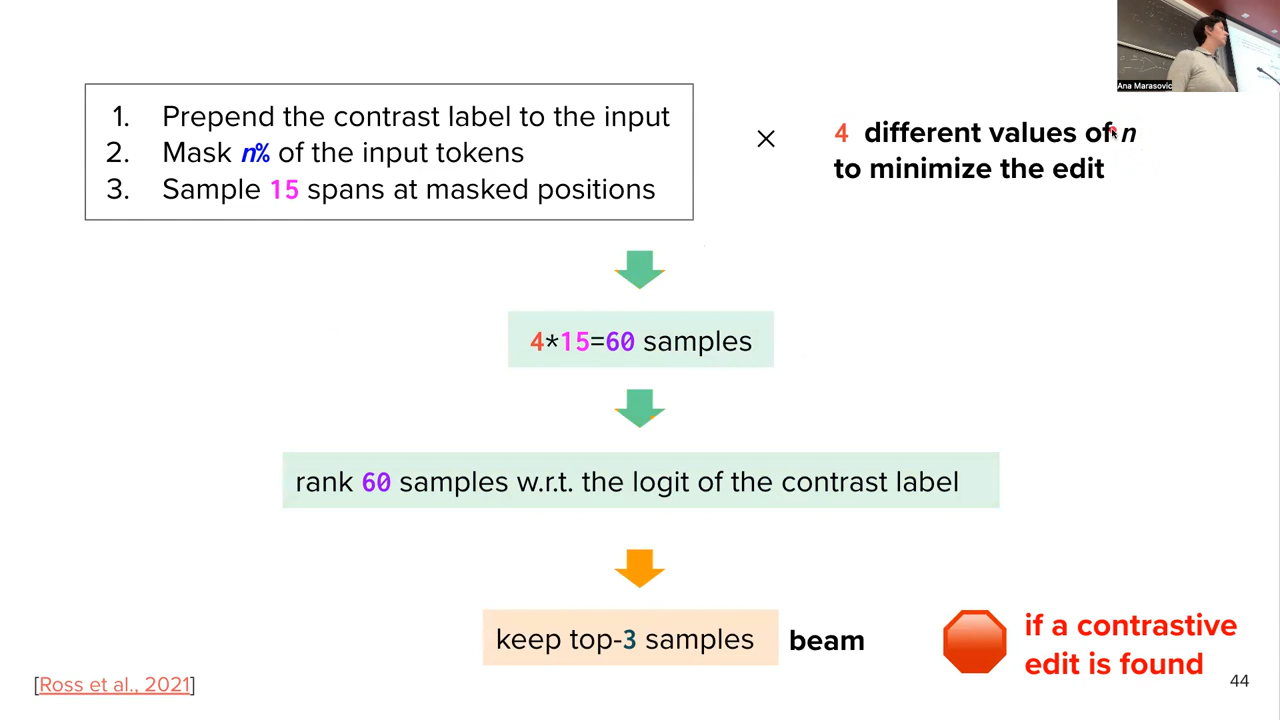 Ana Marasovic
1. Prepend the contrast label to the input
2. Mask n% of the input tokens
3. Sample 15 spans at masked positions
×
4 different values of n
to minimize the edit
4*15=60 samples
rank 60 samples w.r.t. the logit of the contrast label
keep top-3 samples
beam
if a contrastive
edit is found
[Ross et al., 2021]
44